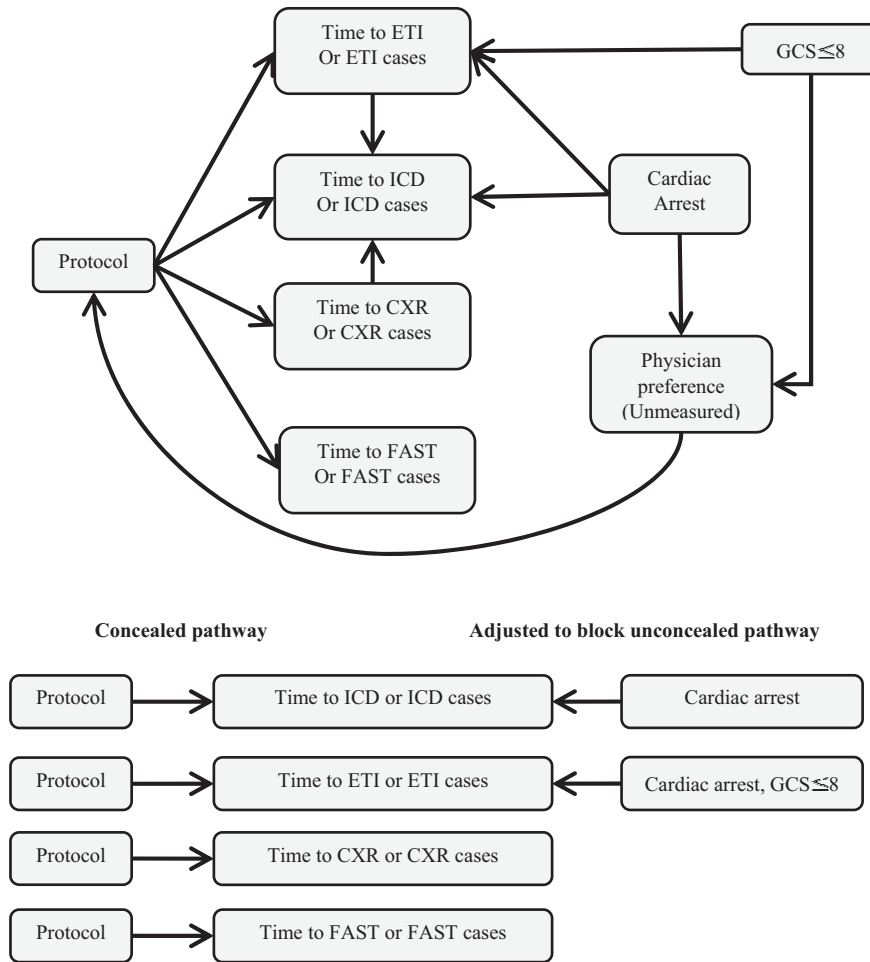 Time to ETI
Or ETI cases
GCS≦8
Time to ICD
Or ICD cases
Cardiac
Arrest
Protocol
Time to CXR
Or CXR cases
Physician
preference
(Unmeasured)
Time to FAST
Or FAST cases
Concealed pathway
Adjusted to block unconcealed pathway
Protocol
Time to ICD or ICD cases
Cardiac arrest
Protocol
Time to ETI or ETI cases
Cardiac arrest, GCS≦8
Protocol
Time to CXR or CXR cases
Protocol
Time to FAST or FAST cases